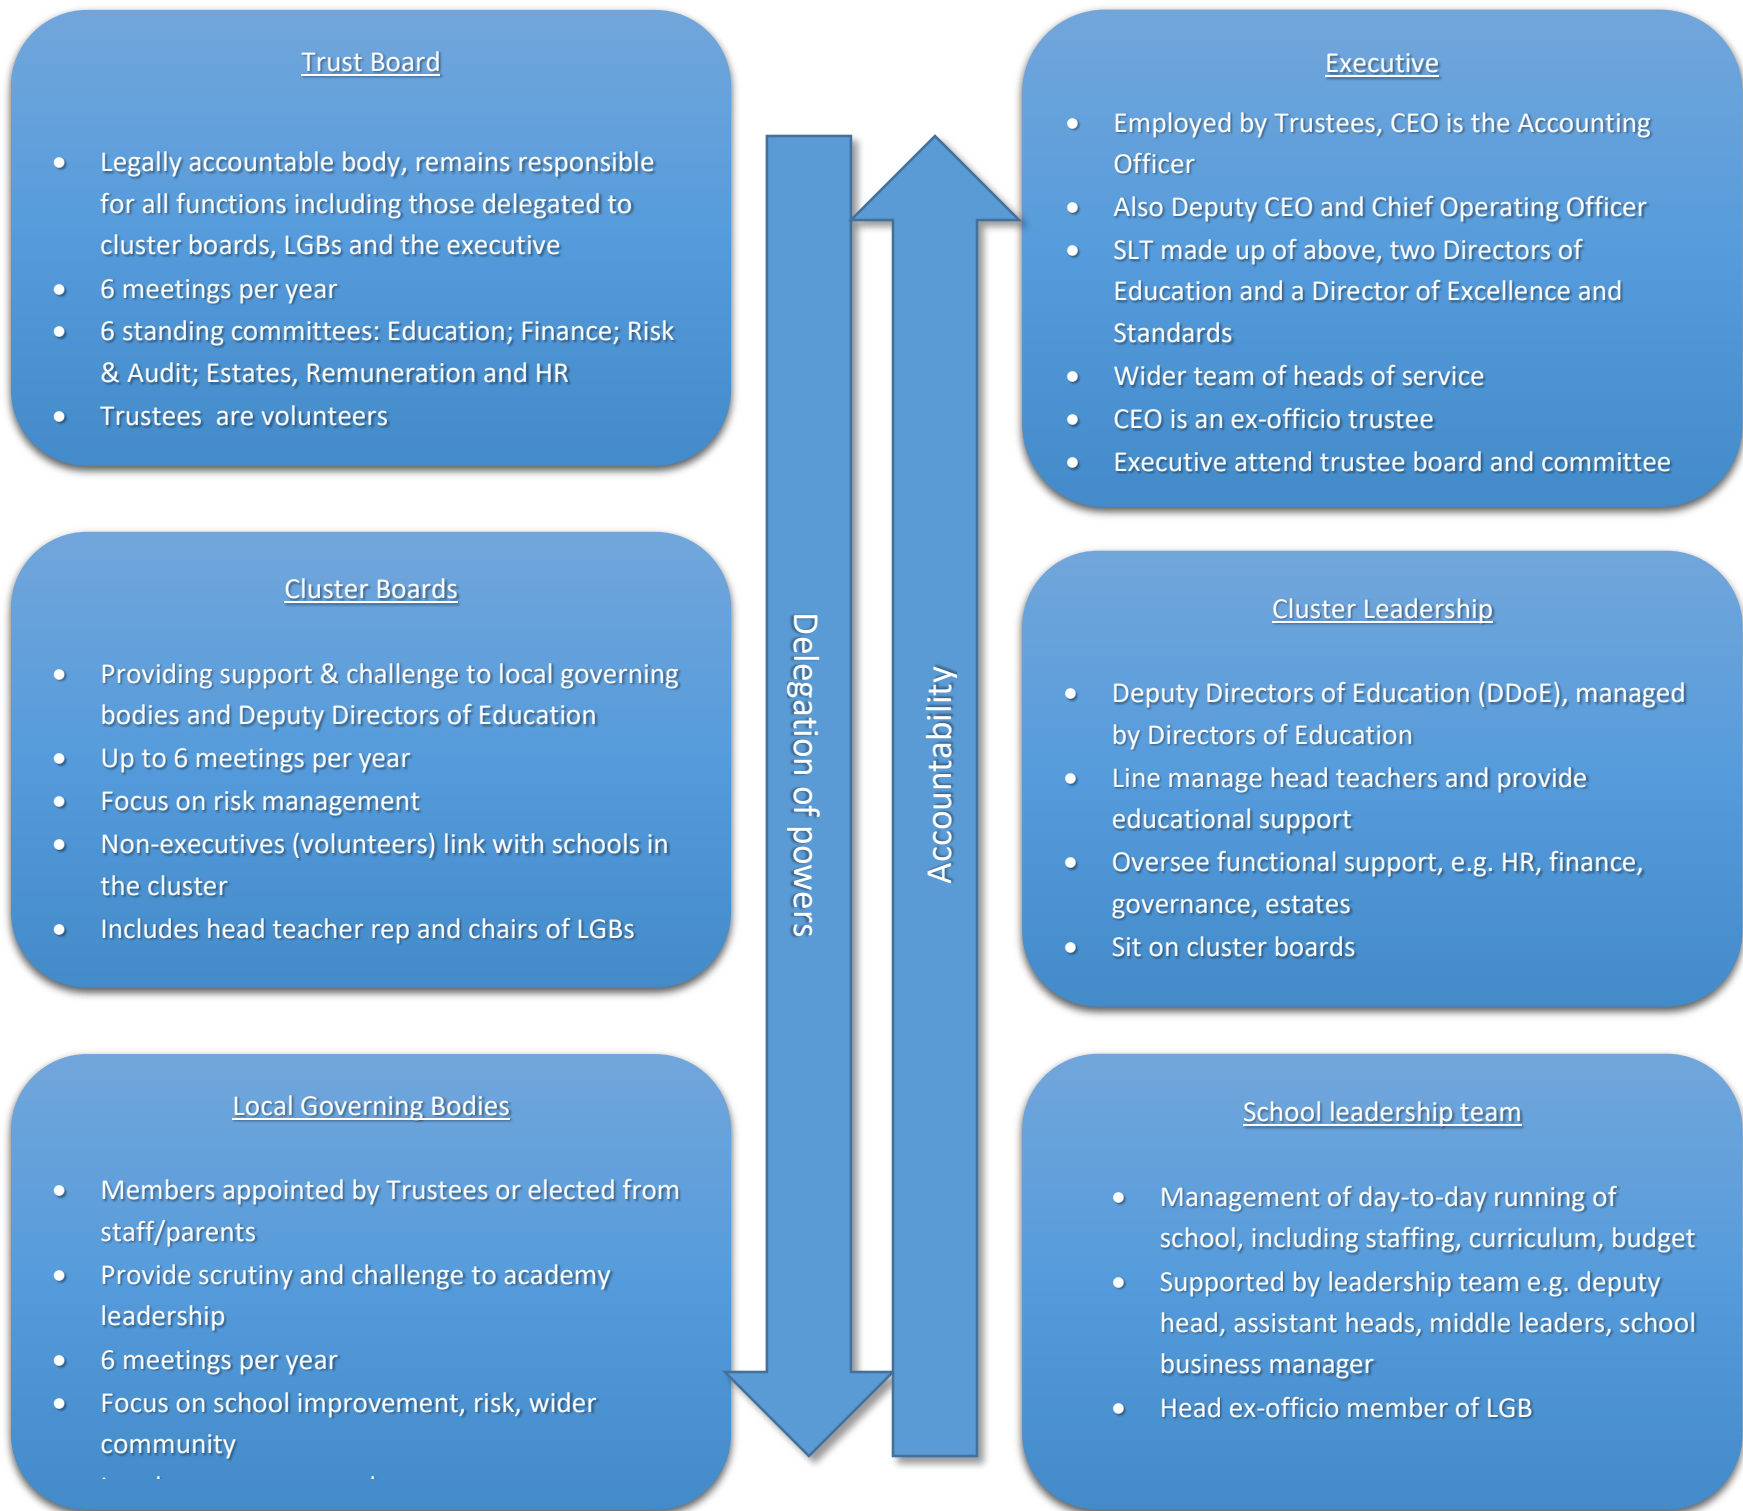 Trust Board
• Legally accountable body, remains responsible
for all functions including those delegated to
cluster boards, LGBs and the executive
• 6 meetings per year
• 6 standing committees: Education; Finance; Risk
& Audit; Estates, Remuneration and HR
• Trustees are volunteers
Executive
• Employed by Trustees, CEO is the Accounting
Officer
• Also Deputy CEO and Chief Operating Officer
• SLT made up of above, two Directors of
Education and a Director of Excellence and
Standards
• Wider team of heads of service
• CEO is an ex-officio trustee
• Executive attend trustee board and committee
Delegation of powers
Accountability
Cluster Boards
• Providing support & challenge to local governing
bodies and Deputy Directors of Education
• Up to 6 meetings per year
• Focus on risk management
• Non-executives (volunteers) link with schools in
the cluster
• Includes head teacher rep and chairs of LGBs
Cluster Leadership
• Deputy Directors of Education (DDoE), managed
by Directors of Education
• Line manage head teachers and provide
educational support
• Oversee functional support, e.g. HR, finance,
governance, estates
• Sit on cluster boards
Local Governing Bodies
• Members appointed by Trustees or elected from
staff/parents
• Provide scrutiny and challenge to academy
leadership
• 6 meetings per year
• Focus on school improvement, risk, wider
community
School leadership team
• Management of day-to-day running of
school, including staffing, curriculum, budget
• Supported by leadership team e.g. deputy
head, assistant heads, middle leaders, school
business manager
• Head ex-officio member of LGB